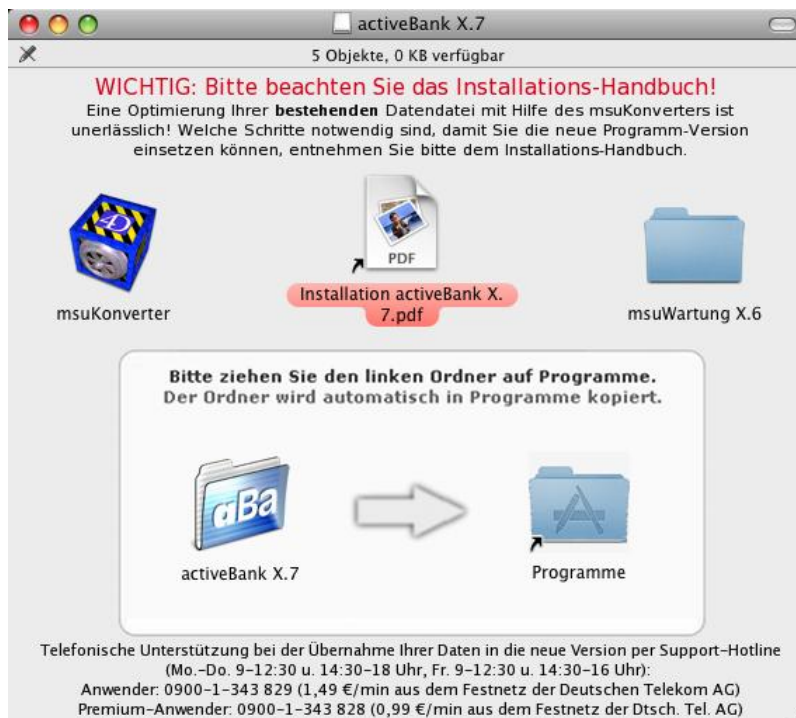 activeBank X.7
5 Objekte, 0 KB verfügbar
WICHTIG: Bitte beachten Sie das Installations-Handbuch!
Eine Optimierung Ihrer bestehenden Datendatei mit Hilfe des msuKonverters ist
unerlässlich! Welche Schritte notwendig sind, damit Sie die neue Programm-Version
einsetzen können, entnehmen Sie bitte dem Installations-Handbuch.
4D
PDF
msuKonverter
Installation activeBank X.
7.pdf
msuWartung X.6
Bitte ziehen Sie den linken Ordner auf Programme.
Der Ordner wird automatisch in Programme kopiert.
aBa
activeBank X.7
Programme
Telefonische Unterstützung bei der Übernahme Ihrer Daten in die neue Version per Support-Hotline
(Mo.-Do. 9-12:30 u. 14:30-18 Uhr, Fr. 9-12:30 u. 14:30-16 Uhr):
Anwender: 0900-1-343 829 (1,49 €/min aus dem Festnetz der Deutschen Telekom AG)
Premium-Anwender: 0900-1-343 828 (0,99 €/min aus dem Festnetz der Dtsch. Tel. AG)